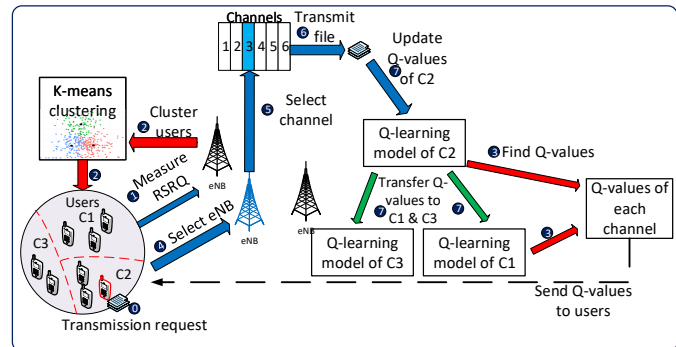 Channels
1 2 3 4 5 6
6
Transmit
file
Update
Q-values
of C2
7
K-means
clustering
2
Cluster
users
5
Select
channel
Q-learning
model of C2
3
Find Q-values
2
1
Measure
RSRQ
eNB
eNB
eNB
Users
C1
C3
C2
4
Select eNB
Transfer Q-
values to
C1 & C3
7
7
Q-values of
each
channel
Q-learning
model of C3
Q-learning
model of C1
3
0
Transmission request
Send Q-values
to users